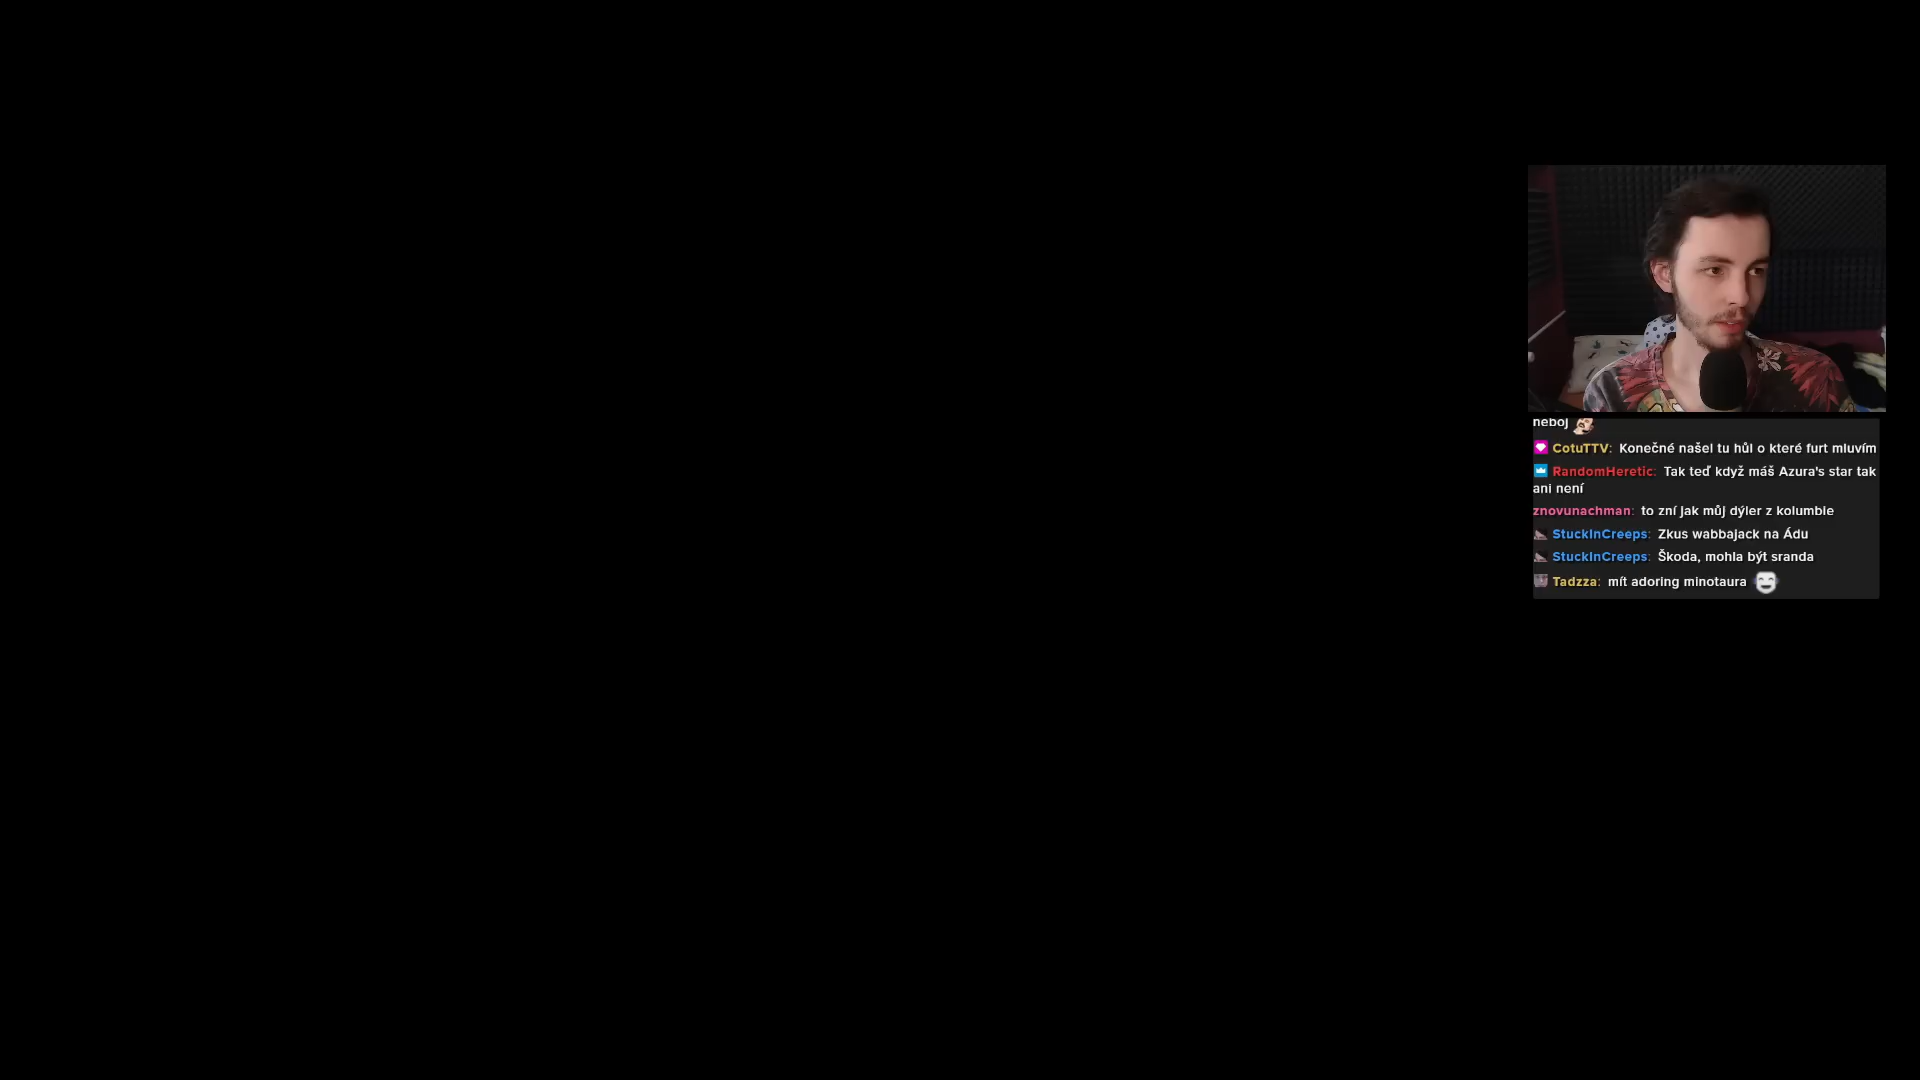 neboj
CotuTTV: Konečné našel tu hůl o které furt mluvím
RandomHeretic: Tak teď když máš Azura's star tak
ani není
znovunachman: to zní jak můj dýler z kolumbie
StuckInCreeps: Zkus wabbajack na Ádu
StuckInCreeps: Škoda, mohla být sranda
Tadzza: mít adoring minotaura